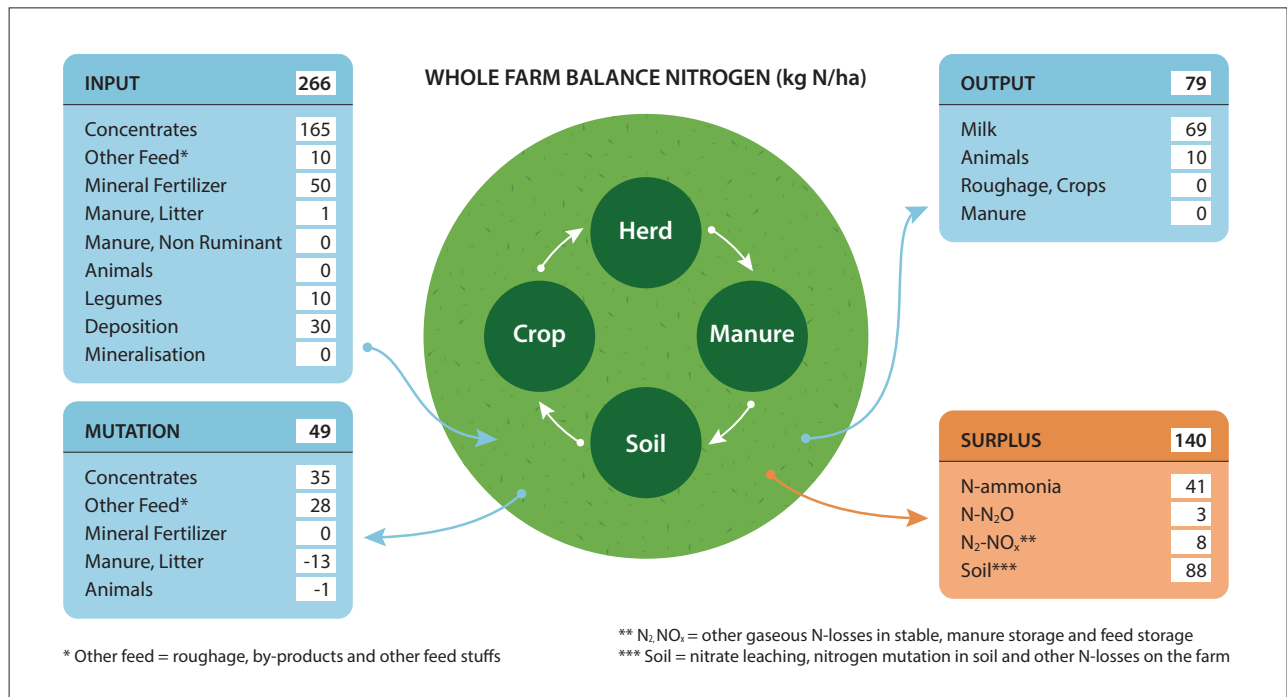 WHOLE FARM BALANCE NITROGEN (kg N/ha)
INPUT 266
Concentrates 165
Other Feed* 10
Mineral Fertilizer 50
Manure, Litter 1
Manure, Non Ruminant 0
Animals 0
Legumes 10
Deposition 30
Mineralisation 0
MUTATION 49
Concentrates 35
Other Feed* 28
Mineral Fertilizer 0
Manure, Litter -13
Animals -1
Herd
Crop
Manure
Soil
OUTPUT 79
Milk 69
Animals 10
Roughage, Crops 0
Manure 0
SURPLUS 140
N-ammonia 41
N-N₂O 3
N₂-NOₓ** 8
Soil*** 88
* Other feed = roughage, by-products and other feed stuffs
** N₂, NOₓ = other gaseous N-losses in stable, manure storage and feed storage
*** Soil = nitrate leaching, nitrogen mutation in soil and other N-losses on the farm